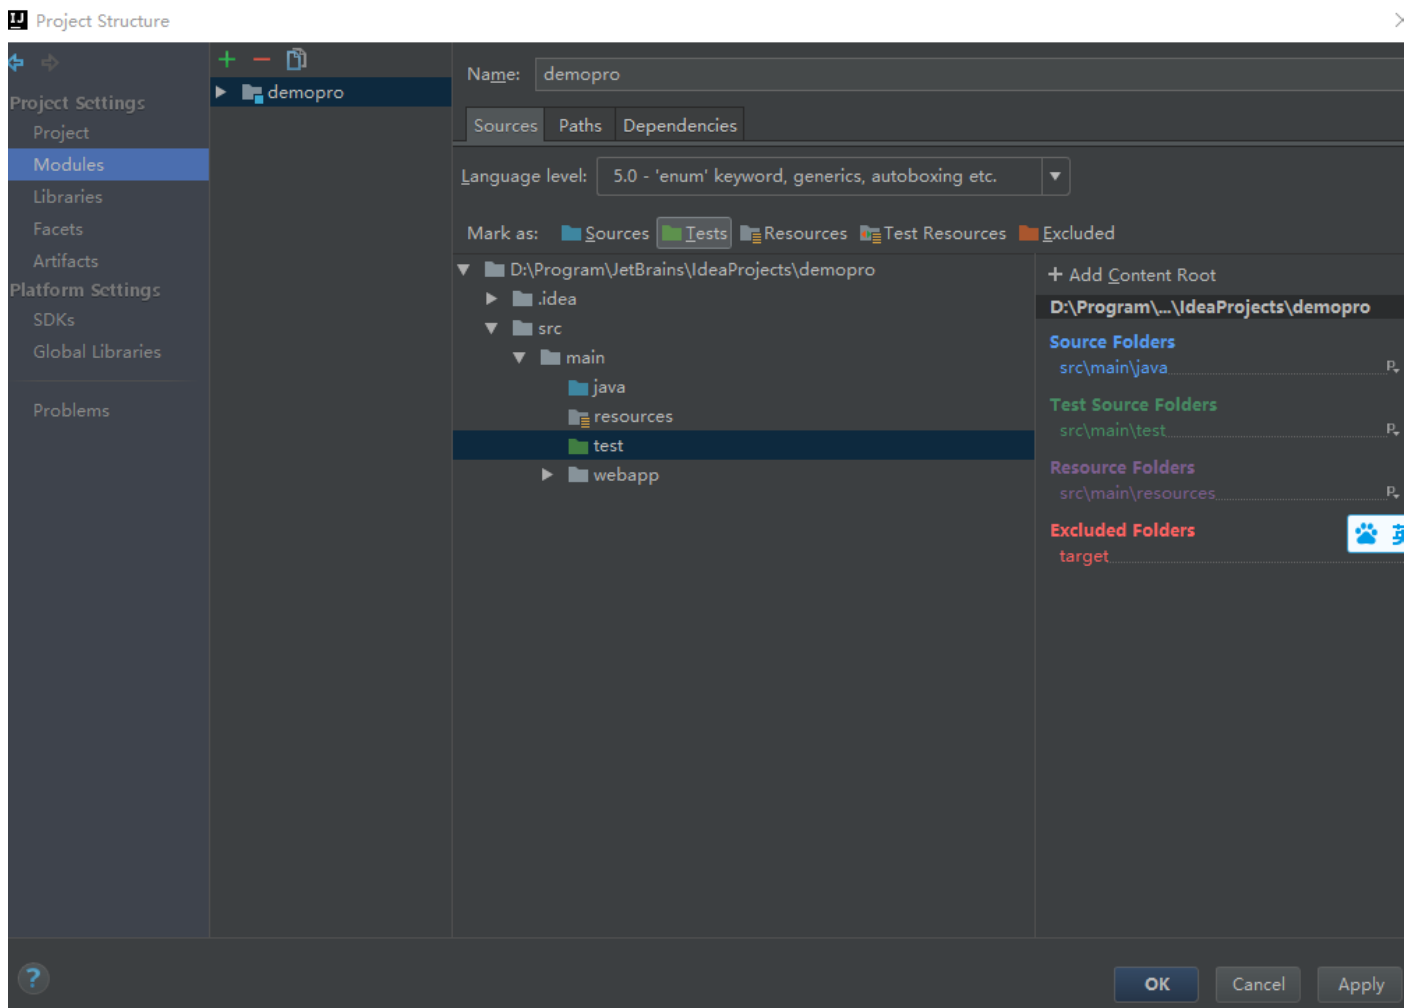 IJ Project Structure
Project Settings
Project
Modules
Libraries
Facets
Artifacts
Platform Settings
SDKs
Global Libraries
Problems
demopro
Name: demopro
Sources Paths Dependencies
Language level: 5.0 - 'enum' keyword, generics, autoboxing etc.
Mark as: Sources Tests Resources Test Resources Excluded
D:\Program\JetBrains\IdeaProjects\demopro
.idea
src
main
java
resources
test
webapp
+ Add Content Root
D:\Program\...\IdeaProjects\demopro
Source Folders
src\main\java P
Test Source Folders
src\main\test P
Resource Folders
src\main\resources P
Excluded Folders
target
英
? OK Cancel Apply